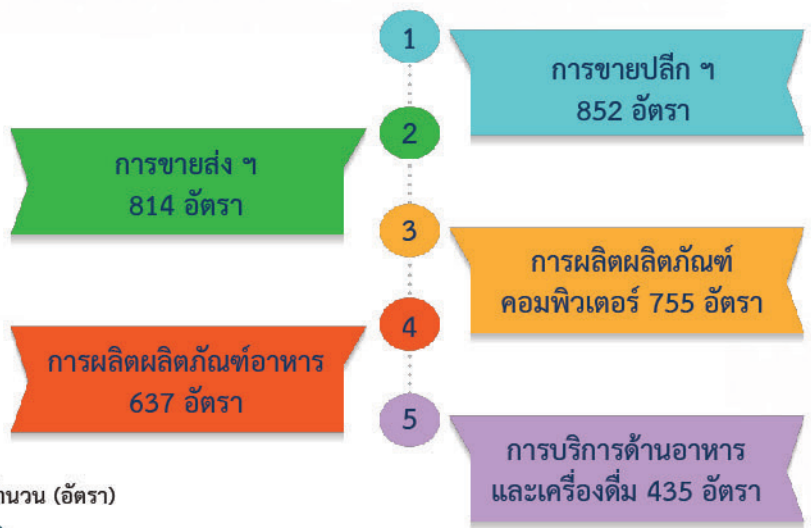 1
การขายปลีก ฯ
852 อัตรา
2
การขายส่ง ฯ
814 อัตรา
3
การผลิตผลิตภัณฑ์
คอมพิวเตอร์ 755 อัตรา
4
การผลิตผลิตภัณฑ์อาหาร
637 อัตรา
5
การบริการด้านอาหาร
และเครื่องดื่ม 435 อัตรา
(อัตรา)